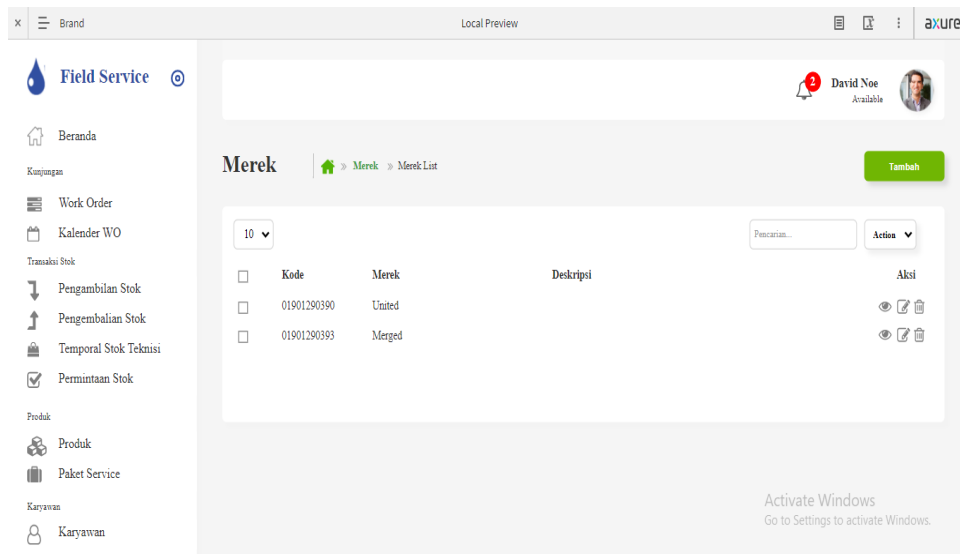 × Brand Local Preview axure
Field Service
2 David Noe
Available
Beranda
Kunjungan
Work Order
Kalender WO
Transaksi Stok
Pengambilan Stok
Pengembalian Stok
Temporal Stok Teknisi
Permintaan Stok
Produk
Produk
Paket Service
Karyawan
Karyawan
Merek » Merek » Merek List Tambah
10 Pencarian... Action
Kode Merek Deskripsi Aksi
01901290390 United
01901290393 Merged
Activate Windows
Go to Settings to activate Windows.